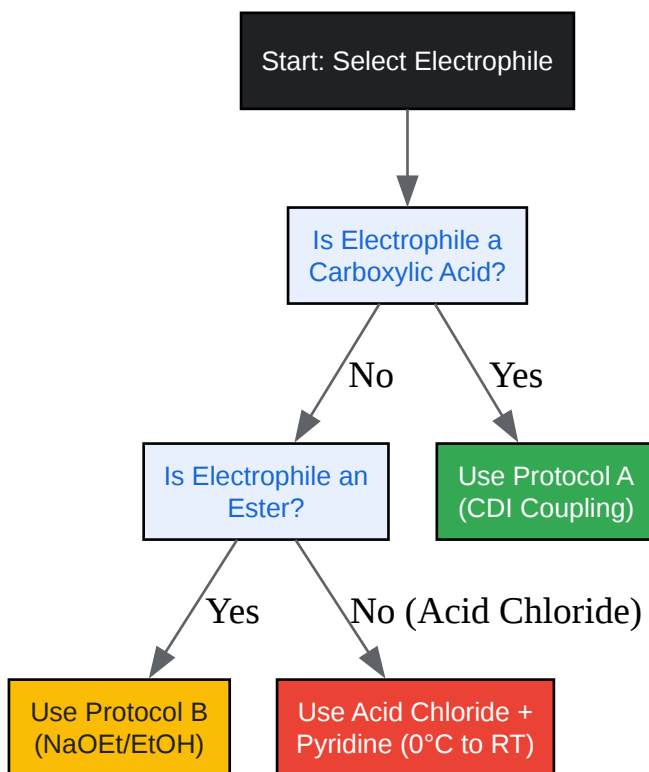 Start: Select Electrophile
Is Electrophile a
Carboxylic Acid?
No
Yes
Is Electrophile an
Ester?
Use Protocol A
(CDI Coupling)
Yes
No (Acid Chloride)
Use Protocol B
(NaOEt/EtOH)
Use Acid Chloride +
Pyridine (0°C to RT)